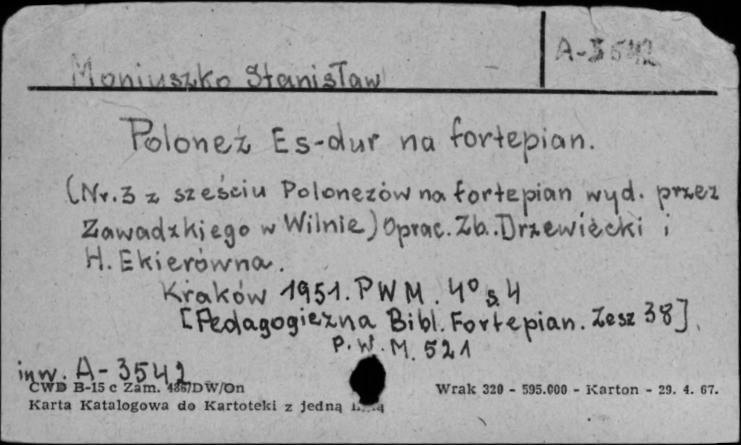 Moniuszko Stanisław
A-3542
Polonez Es-dur na fortepian.
(Nr. 3 z sześciu Polonezów na fortepian wyd. przez
Zawadzkiego w Wilnie) Oprac. Zb. Drzewiecki i
H. Ekierówna.
Kraków 1951. PWM. 4° s. 4
[Pedagogiczna Bibl. Fortepian. Zesz 38].
P.W.M. 521
inw. A-3542
CWD B-15 c Zam. 486/DW/On
Wrak 320 - 595.000 - Karton - 29. 4. 67.
Karta Katalogowa do Kartoteki z jedną